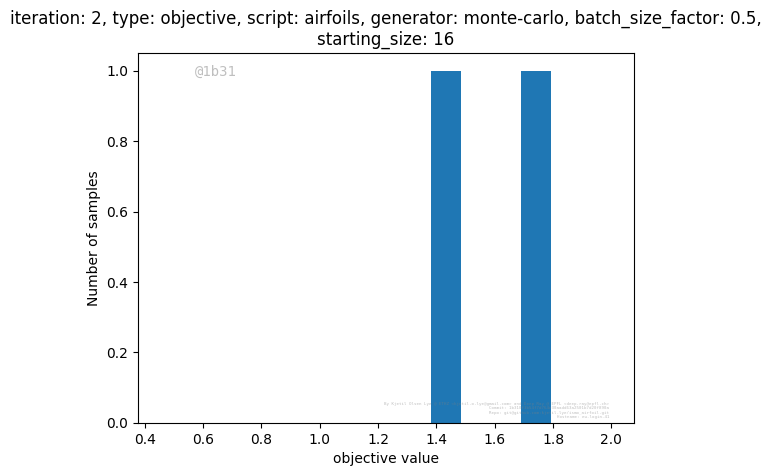 iteration: 2, type: objective, script: airfoils, generator: monte-carlo, batch_size_factor: 0.5,
starting_size: 16
@1b31
1.0
0.8
0.6
0.4
0.2
0.0
Number of samples
0.4 0.6 0.8 1.0 1.2 1.4 1.6 1.8 2.0
objective value